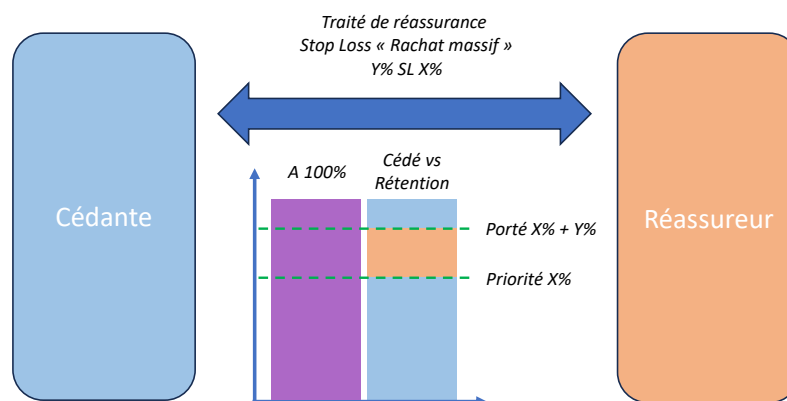 Traité de réassurance
Stop Loss « Rachat massif »
Y% SL X%
Cédante
Réassureur
A 100%
Cédé vs
Rétention
Porté X% + Y%
Priorité X%